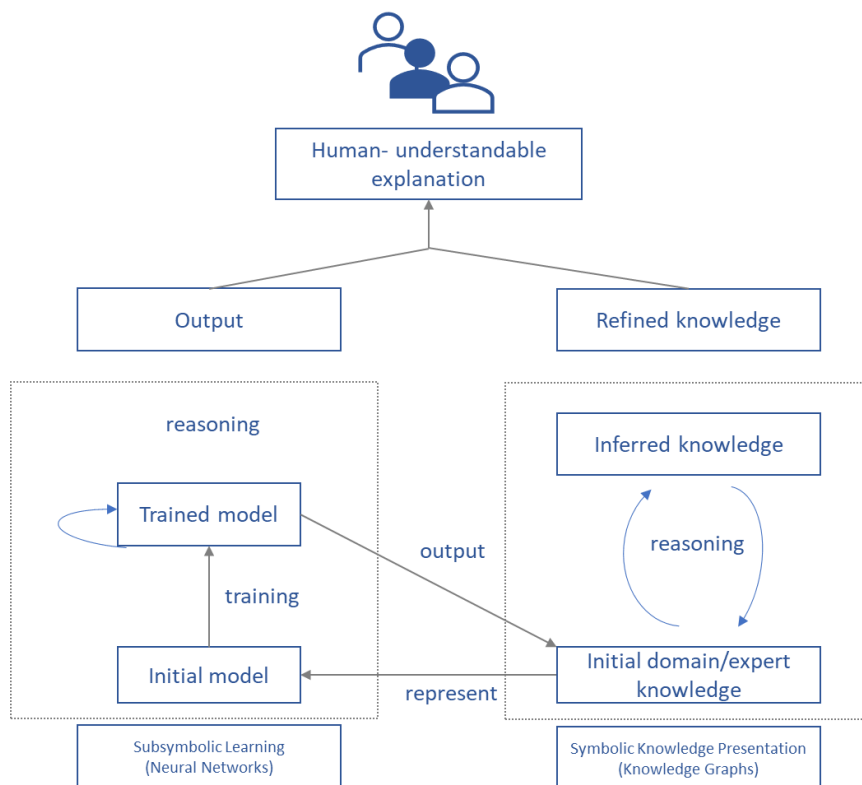 Human- understandable
explanation
Output
Refined knowledge
reasoning
Inferred knowledge
Trained model
reasoning
output
training
Initial model
Initial domain/expert
knowledge
represent
Subsymbolic Learning
(Neural Networks)
Symbolic Knowledge Presentation
(Knowledge Graphs)